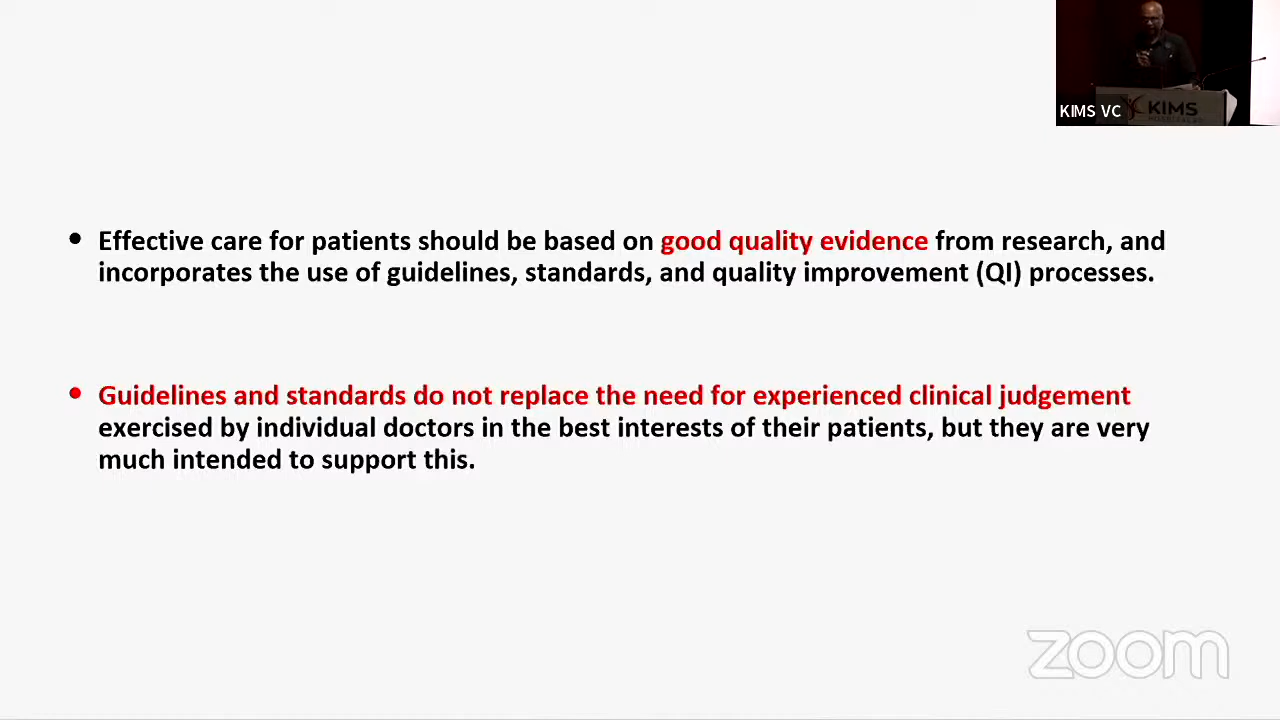 KIMS
KIMS VC
• Effective care for patients should be based on good quality evidence from research, and
incorporates the use of guidelines, standards, and quality improvement (QI) processes.
• Guidelines and standards do not replace the need for experienced clinical judgement
exercised by individual doctors in the best interests of their patients, but they are very
much intended to support this.
zoom